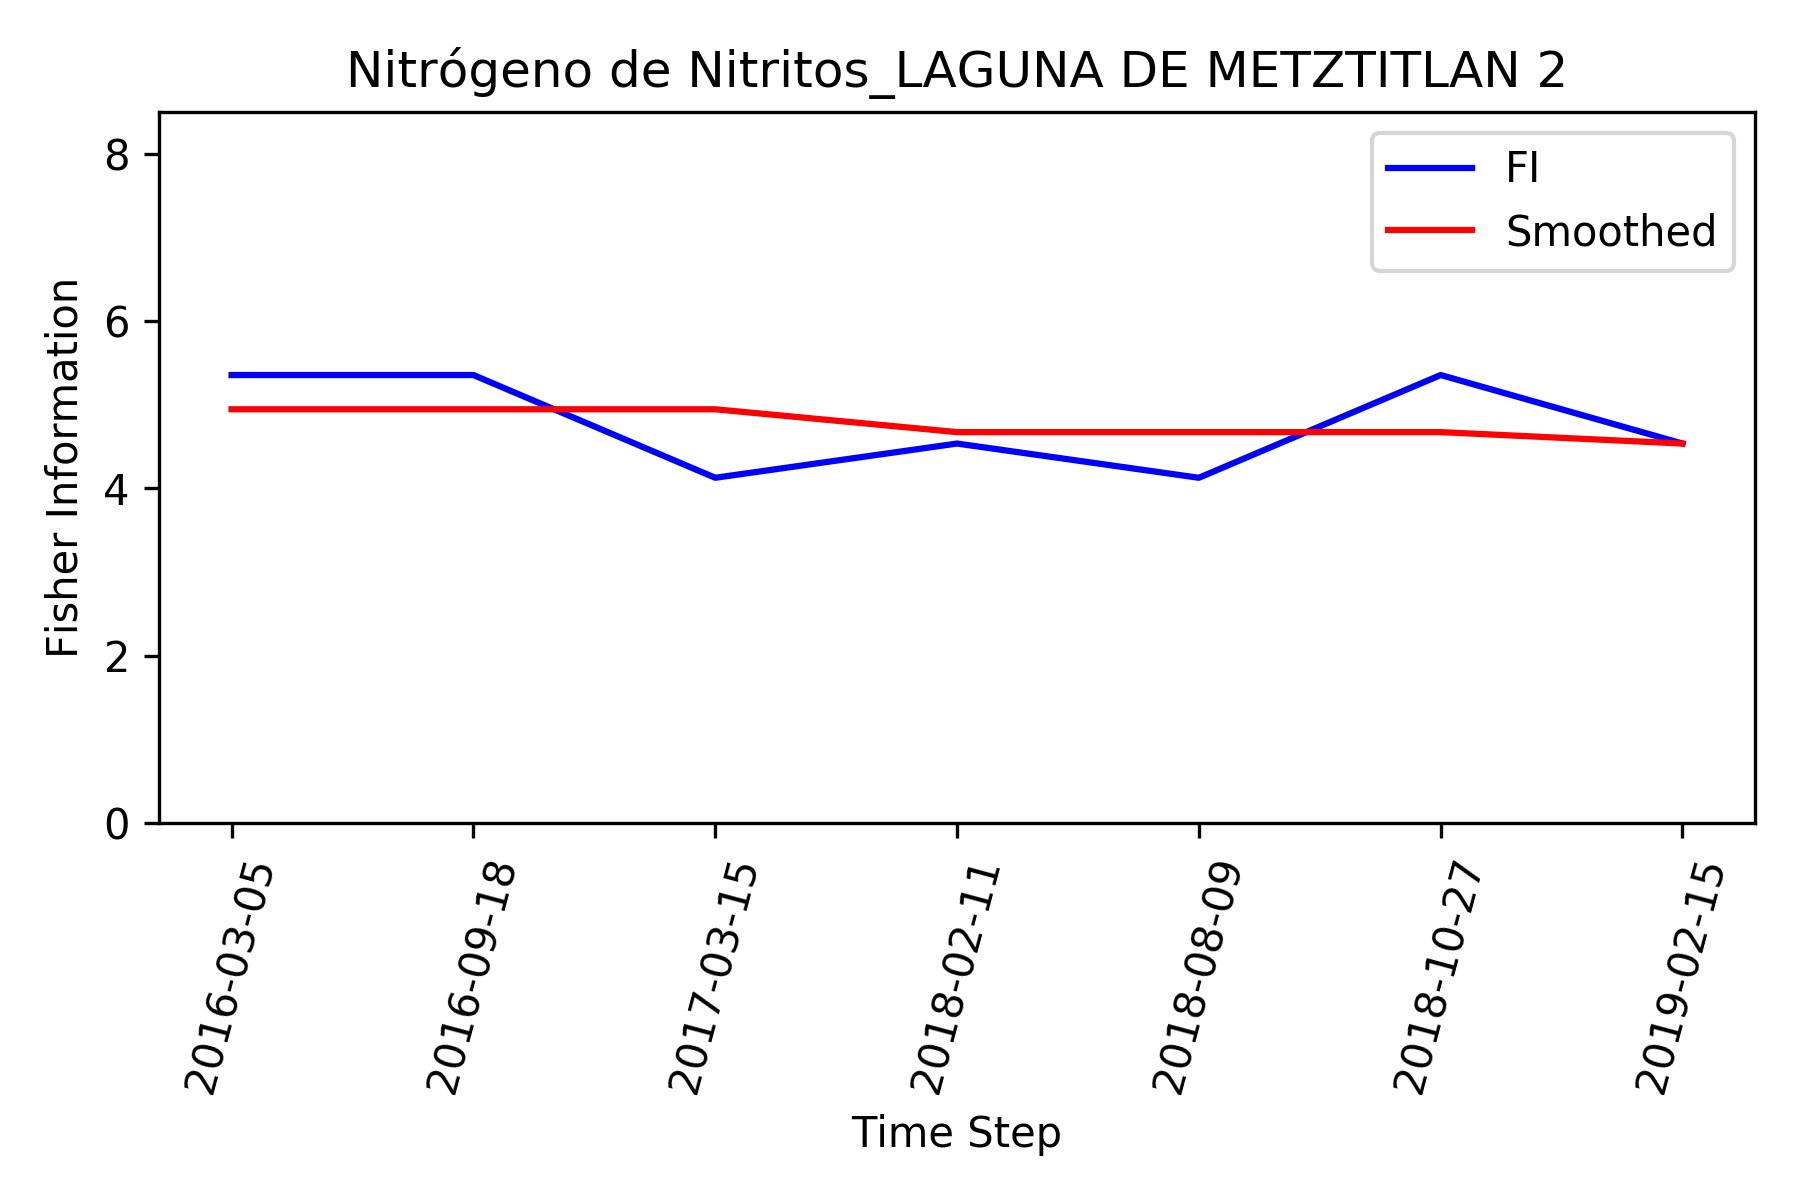 Nitrógeno de Nitritos_LAGUNA DE METZTITLAN 2
FI
Smoothed
Fisher Information
8
6
4
2
0
2016-03-05
2016-09-18
2017-03-15
2018-02-11
2018-08-09
2018-10-27
2019-02-15
Time Step